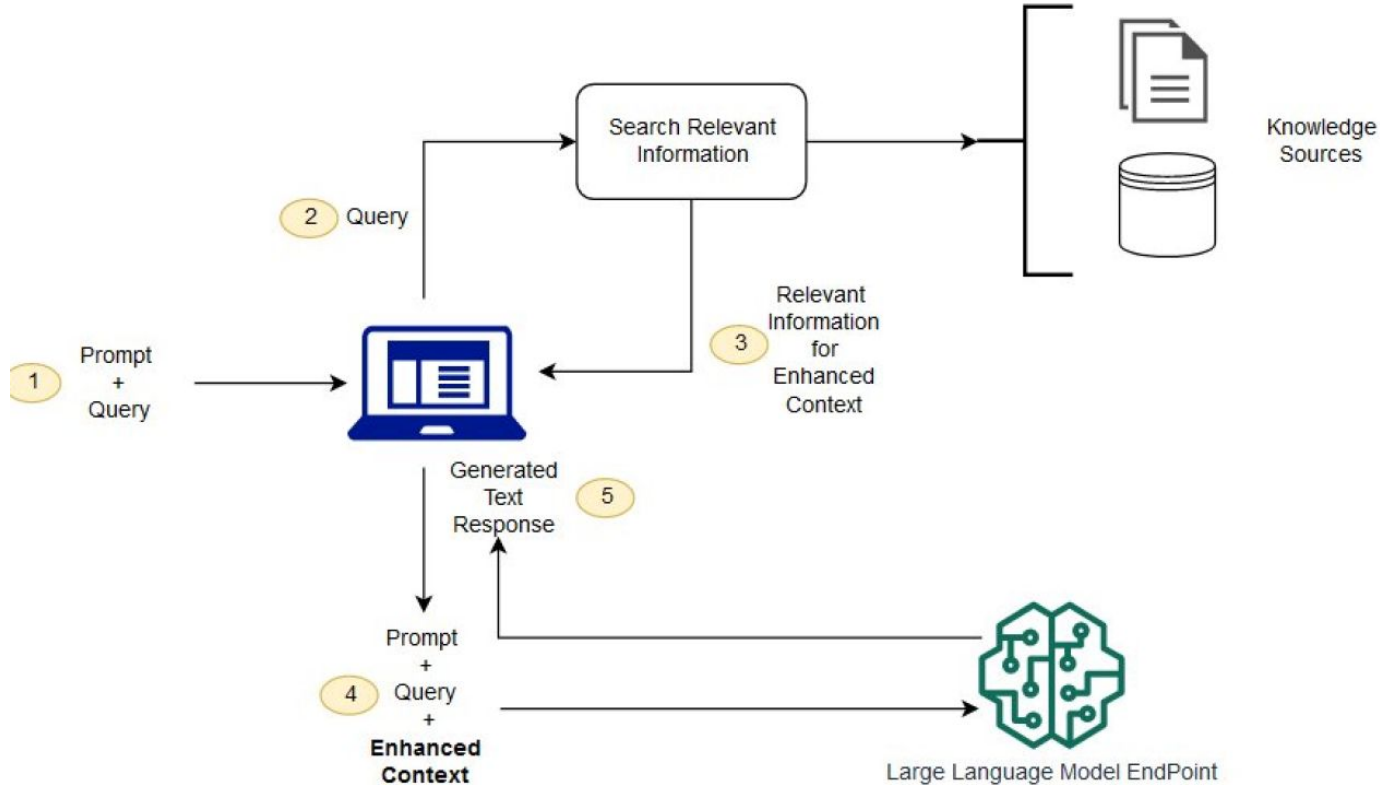 Search Relevant
Information
Knowledge
Sources
2 Query
1
Prompt
+
Query
3
Relevant
Information
for
Enhanced
Context
Generated
Text
Response
5
4
Prompt
+
Query
+
Enhanced
Context
Large Language Model EndPoint